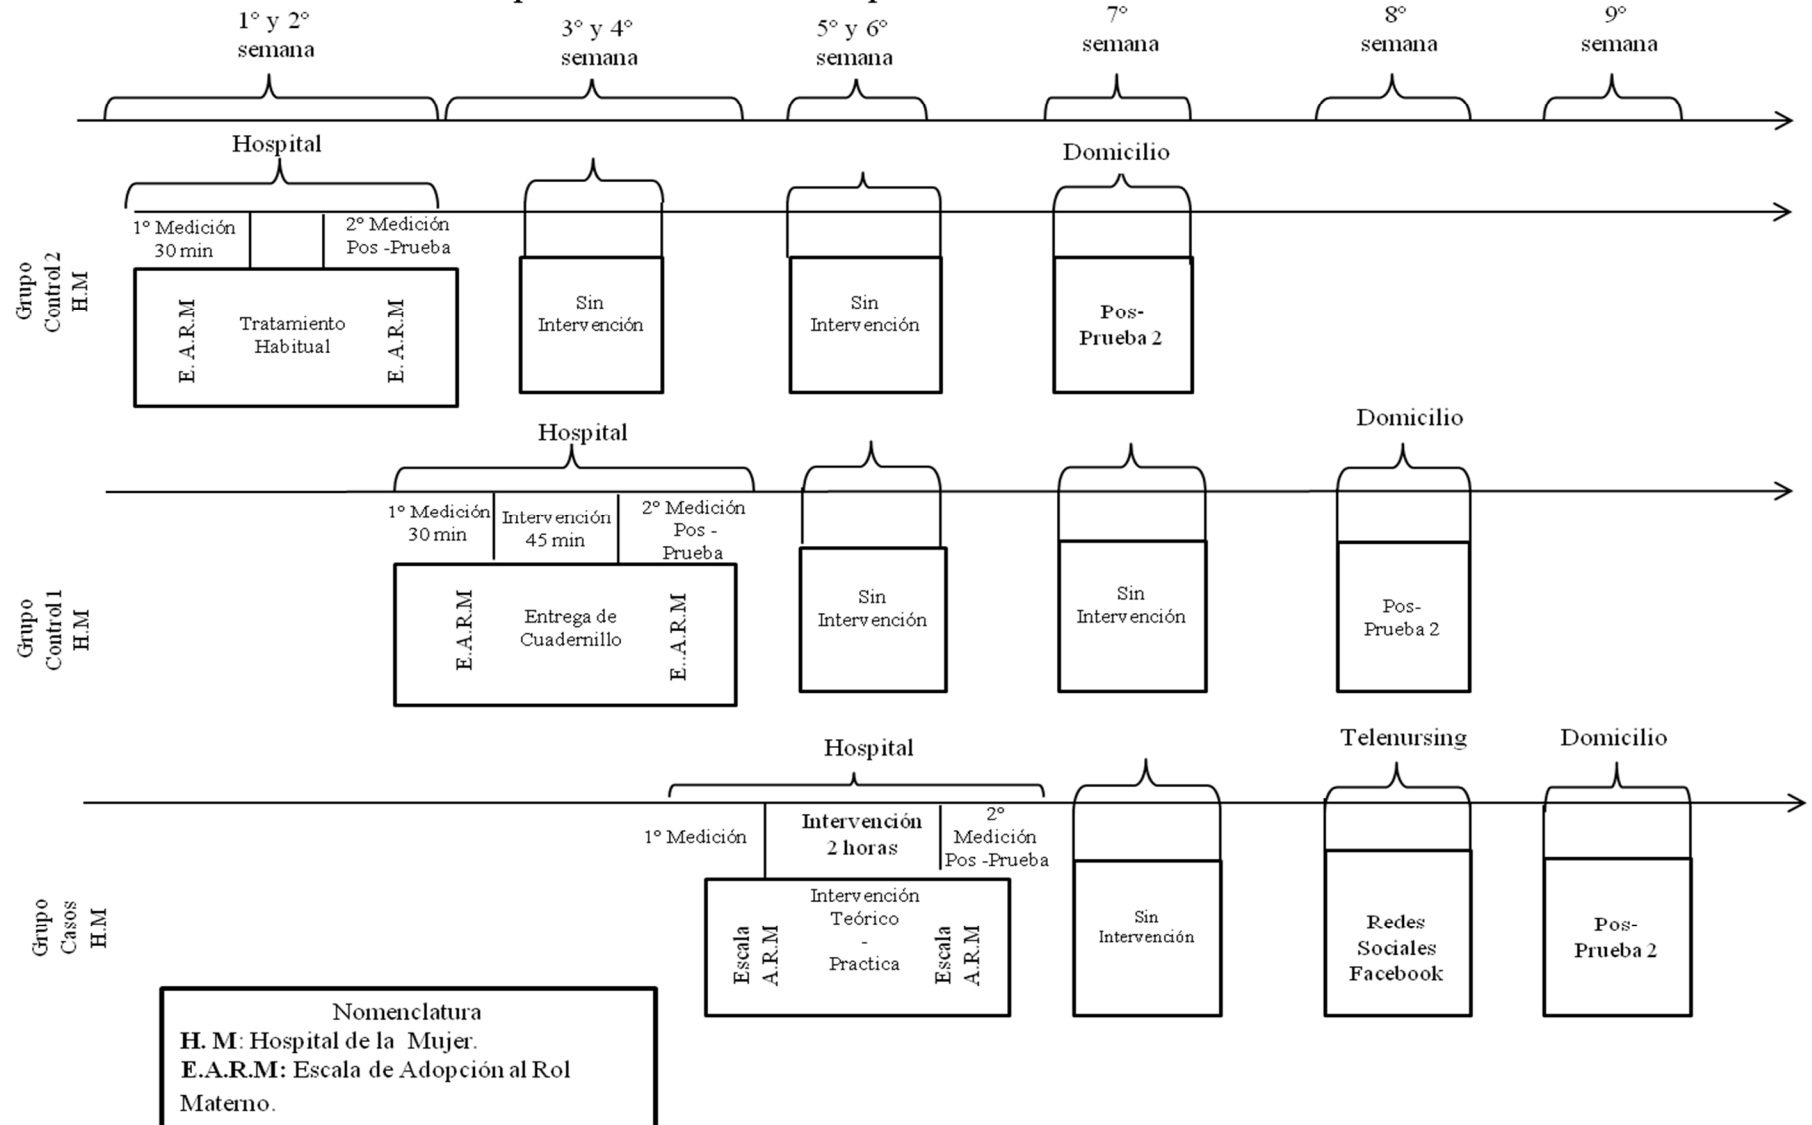 1° y 2°
semana
3° y 4°
semana
5° y 6°
semana
7°
semana
8°
semana
9°
semana
Hospital
Domicilio
Grupo
Control 2
H.M
1° Medición
30 min
2° Medición
Pos -Prueba
E. A.R.M
Tratamiento
Habitual
E. A.R.M
Sin
Intervención
Sin
Intervención
Pos-
Prueba 2
Hospital
Domicilio
Grupo
Control 1
H.M
1° Medición
30 min
Intervención
45 min
2° Medición
Pos -
Prueba
E.A.R.M
Entrega de
Cuadernillo
E..A.R.M
Sin
Intervención
Sin
Intervención
Pos-
Prueba 2
Hospital
Telenursing
Domicilio
Grupo
Casos
H.M
1° Medición
Intervención
2 horas
2°
Medición
Pos -Prueba
Escala
A.R.M
Intervención
Teórico
-
Practica
Escala
A.R.M
Sin
Intervención
Redes
Sociales
Facebook
Pos-
Prueba 2
Nomenclatura
H. M: Hospital de la Mujer.
E.A.R.M: Escala de Adopción al Rol
Materno.